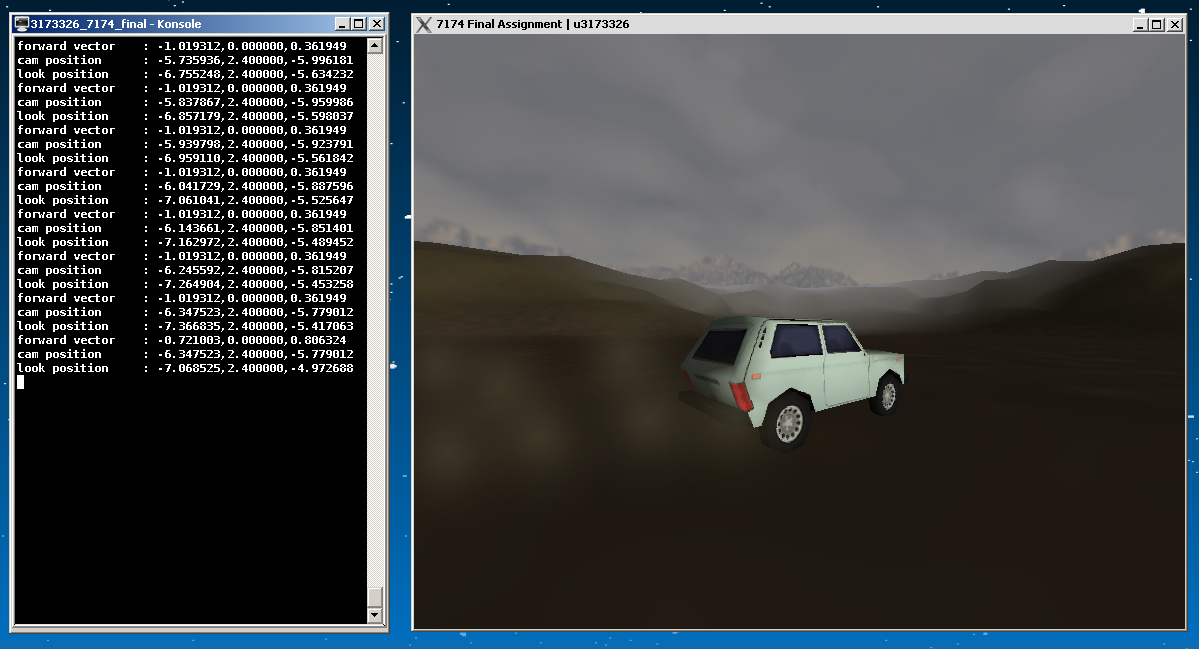 3173326_7174_final - Konsole
forward vector : -1.019312,0.000000,0.361949
cam position : -5.735936,2.400000,-5.996181
look position : -6.755248,2.400000,-5.634232
forward vector : -1.019312,0.000000,0.361949
cam position : -5.837867,2.400000,-5.959986
look position : -6.857179,2.400000,-5.598037
forward vector : -1.019312,0.000000,0.361949
cam position : -5.939798,2.400000,-5.923791
look position : -6.959110,2.400000,-5.561842
forward vector : -1.019312,0.000000,0.361949
cam position : -6.041729,2.400000,-5.887596
look position : -7.061041,2.400000,-5.525647
forward vector : -1.019312,0.000000,0.361949
cam position : -6.143661,2.400000,-5.851401
look position : -7.162972,2.400000,-5.489452
forward vector : -1.019312,0.000000,0.361949
cam position : -6.245592,2.400000,-5.815207
look position : -7.264904,2.400000,-5.453258
forward vector : -1.019312,0.000000,0.361949
cam position : -6.347523,2.400000,-5.779012
look position : -7.366835,2.400000,-5.417063
forward vector : -0.721003,0.000000,0.806324
cam position : -6.347523,2.400000,-5.779012
look position : -7.068525,2.400000,-4.972688
7174 Final Assignment | u3173326